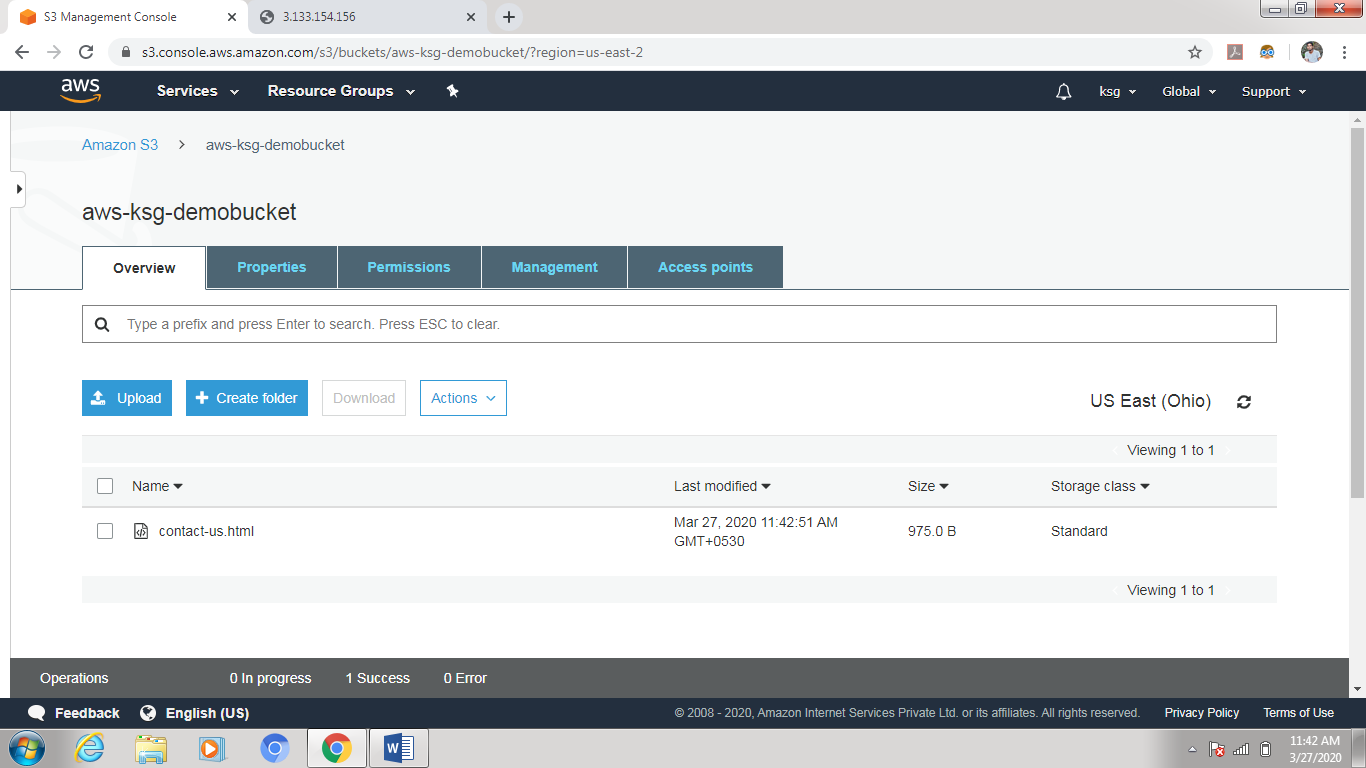 S3 Management Console
3.133.154.156
s3.console.aws.amazon.com/s3/buckets/aws-ksg-demobucket/?region=us-east-2
aws Services Resource Groups ksg Global Support
Amazon S3 aws-ksg-demobucket
aws-ksg-demobucket
Overview Properties Permissions Management Access points
Type a prefix and press Enter to search. Press ESC to clear.
Upload Create folder Download Actions US East (Ohio)
Viewing 1 to 1
Name Last modified Size Storage class
contact-us.html Mar 27, 2020 11:42:51 AM GMT+0530 975.0 B Standard
Viewing 1 to 1
Operations 0 In progress 1 Success 0 Error
Feedback English (US) © 2008 - 2020, Amazon Internet Services Private Ltd. or its affiliates. All rights reserved. Privacy Policy Terms of Use
11:42 AM
3/27/2020